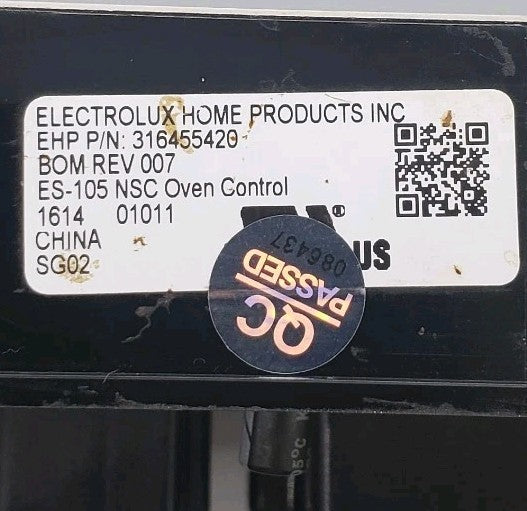 ELECTROLUX HOME PRODUCTS INC
EHP P/N: 316455420
BOM REV 007
ES-105 NSC Oven Control
1614 01011
CHINA
SG02
®
US
086437
QC
PASSED
05°C